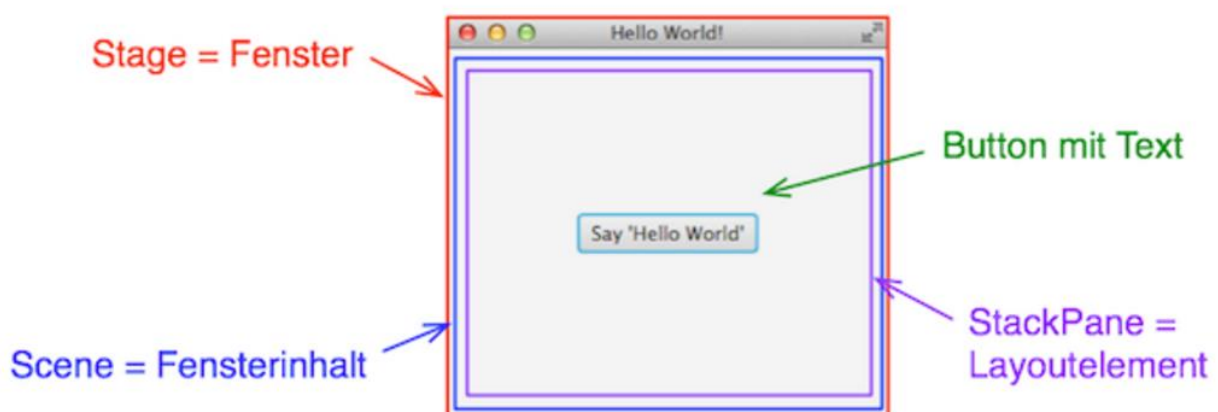 Hello World!
Stage = Fenster
Button mit Text
Say 'Hello World'
StackPane =
Layoutelement
Scene = Fensterinhalt